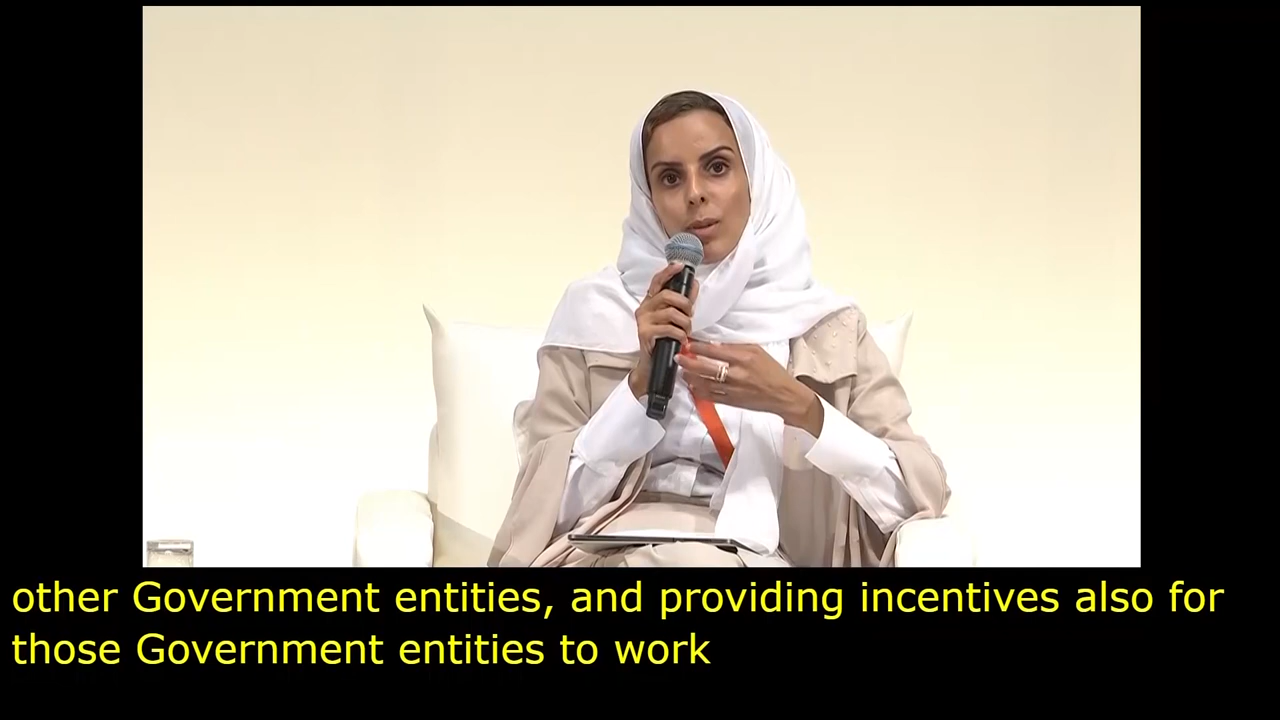 other Government entities, and providing incentives also for
those Government entities to work